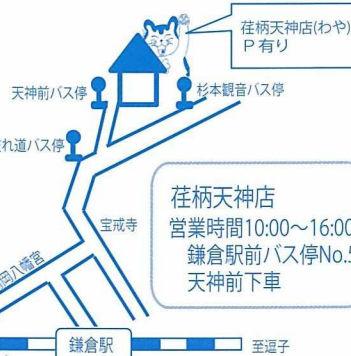 荏柄天神店(わや)
P有り
天神前バス停
杉本観音バス停
れ道バス停
宝戒寺
岡八幡宮
荏柄天神店
営業時間10:00～16:00
鎌倉駅前バス停No.5
天神前下車
鎌倉駅
至逗子